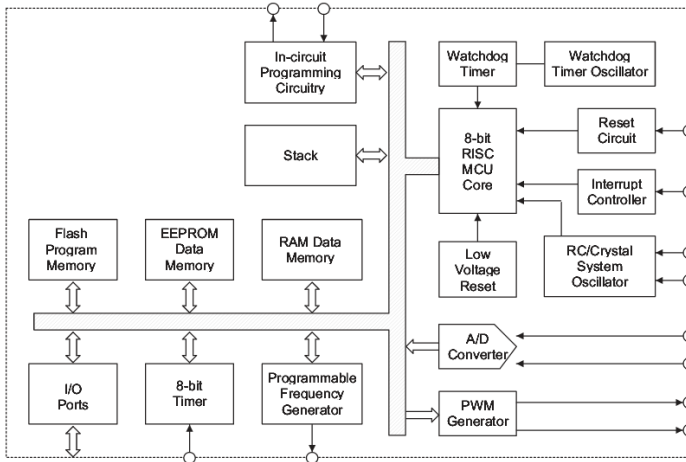 In-circuit
Programming
Circuitry
Watchdog
Timer
Watchdog
Timer Oscillator
Stack
8-bit
RISC
MCU
Core
Reset
Circuit
Interrupt
Controller
Flash
Program
Memory
EEPROM
Data
Memory
RAM Data
Memory
Low
Voltage
Reset
RC/Crystal
System
Oscillator
A/D
Converter
I/O
Ports
8-bit
Timer
Programmable
Frequency
Generator
PWM
Generator